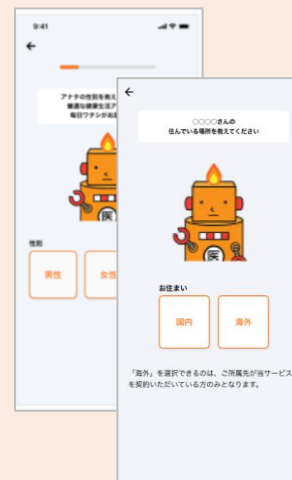 9:41
アナタの性別を教え
最適な健康生活ア
毎日ワタシがお
医
性別
男性
女性
〇〇〇〇さんの
住んでいる場所を教えてください
医
お住まい
国内
海外
「海外」を選択できるのは、ご所属先が当サービス
を契約いただいている方のみとなります。